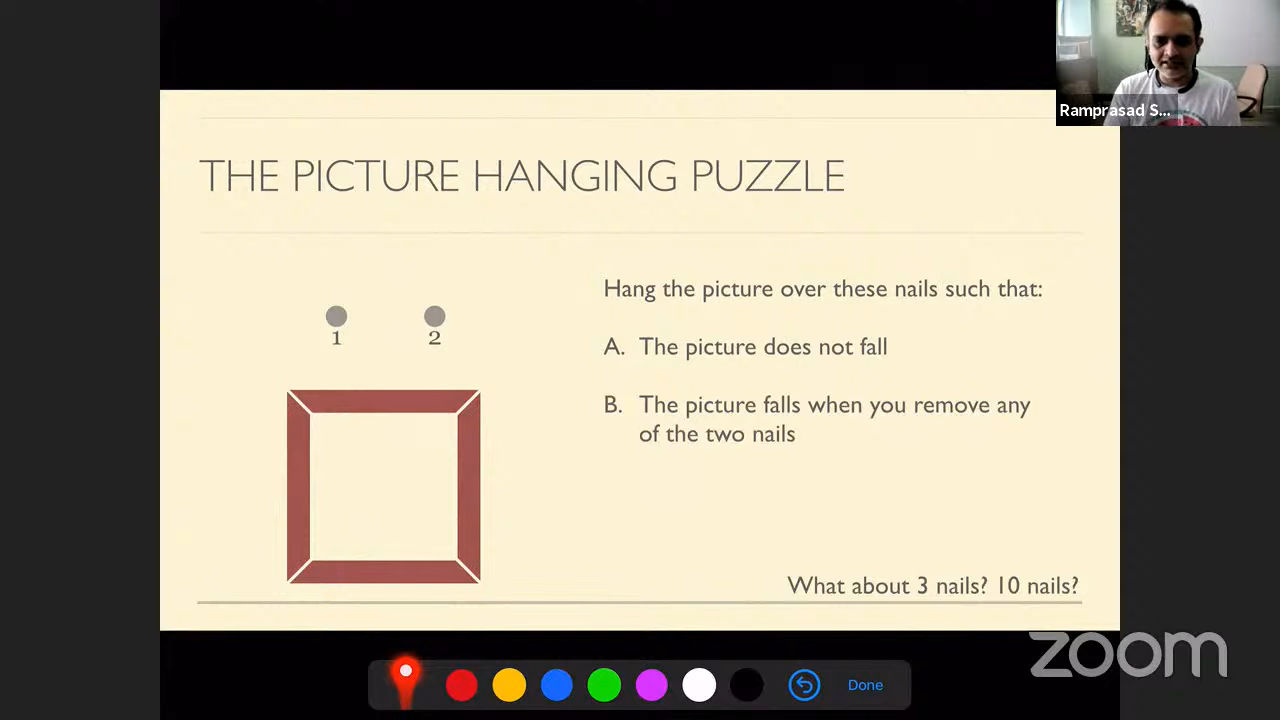 Ramprasad S...
THE PICTURE HANGING PUZZLE
Hang the picture over these nails such that:
1 2
A. The picture does not fall
B. The picture falls when you remove any
of the two nails
What about 3 nails? 10 nails?
zoom
Done